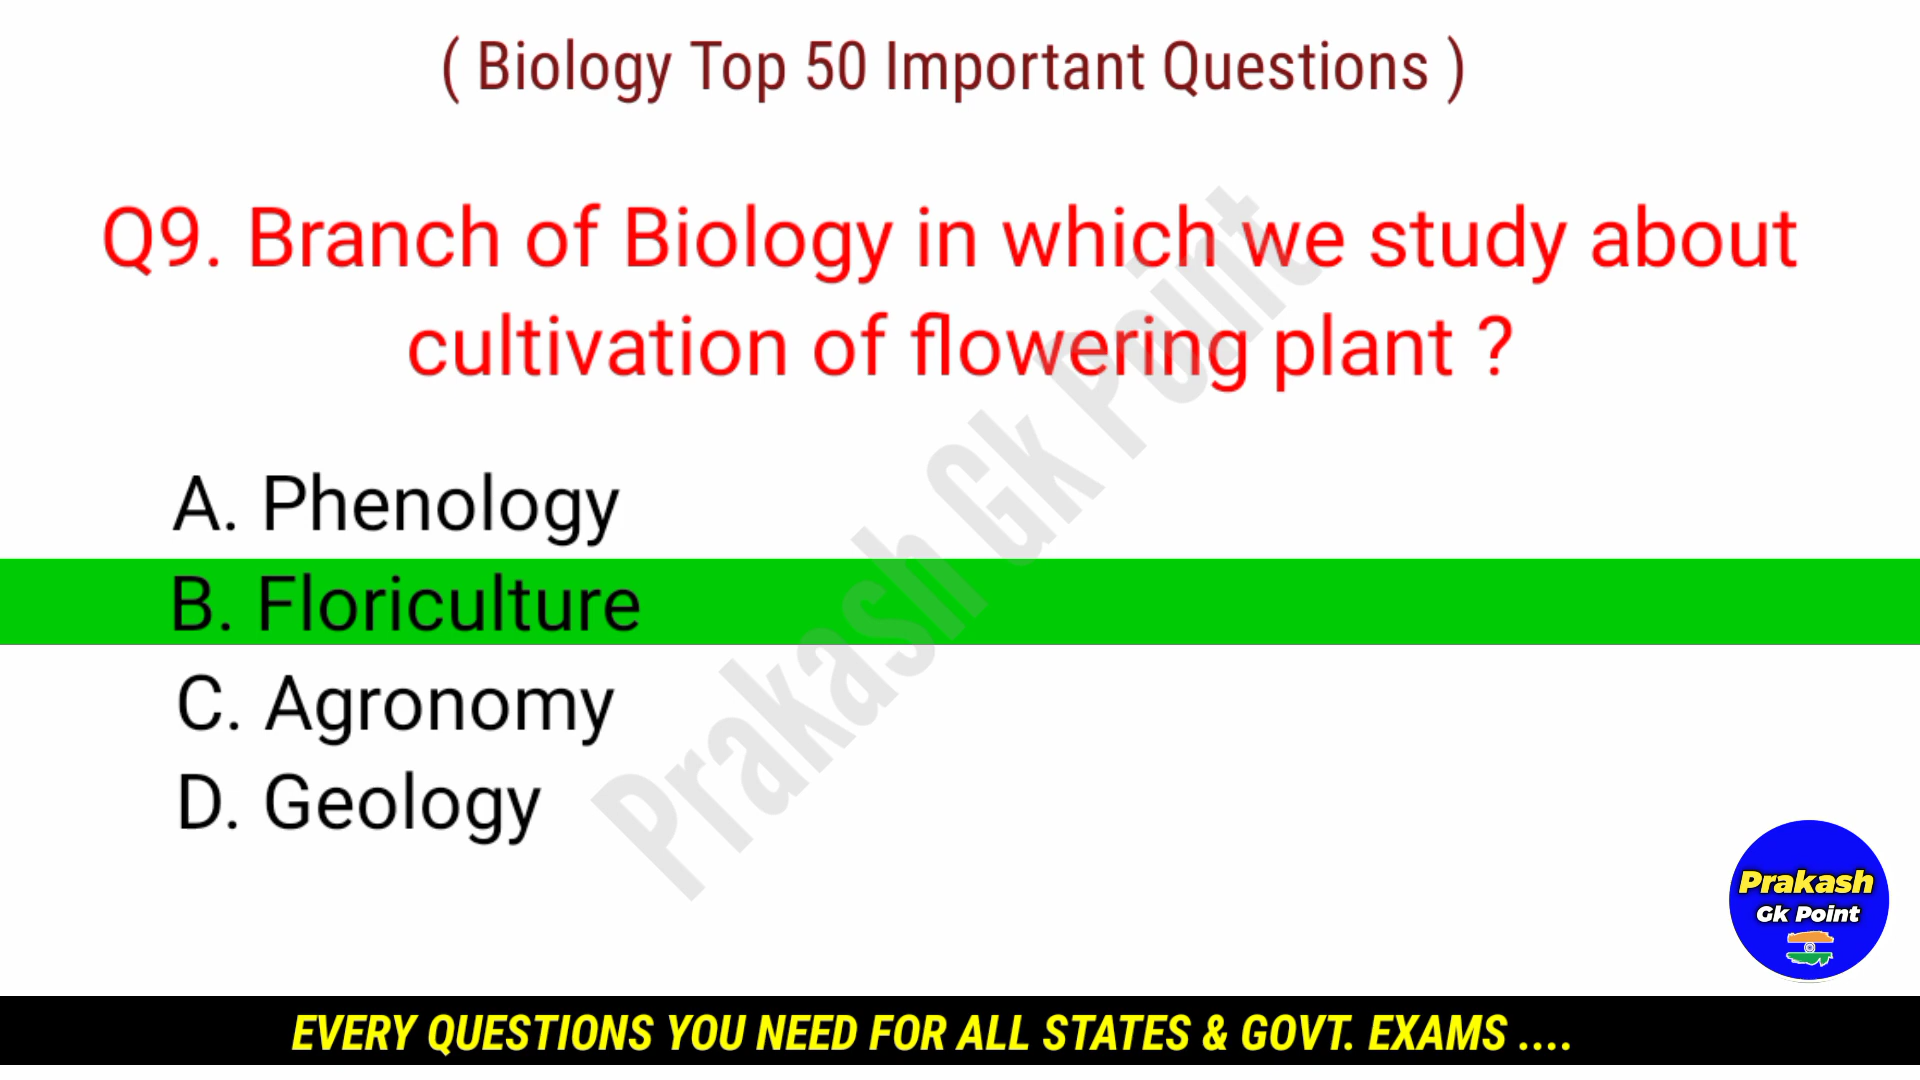 ( Biology Top 50 Important Questions )
Q9. Branch of Biology in which we study about
cultivation of flowering plant ?
A. Phenology
B. Floriculture
C. Agronomy
D. Geology
Prakash Gk Point
Prakash
Gk Point
EVERY QUESTIONS YOU NEED FOR ALL STATES & GOVT. EXAMS ....